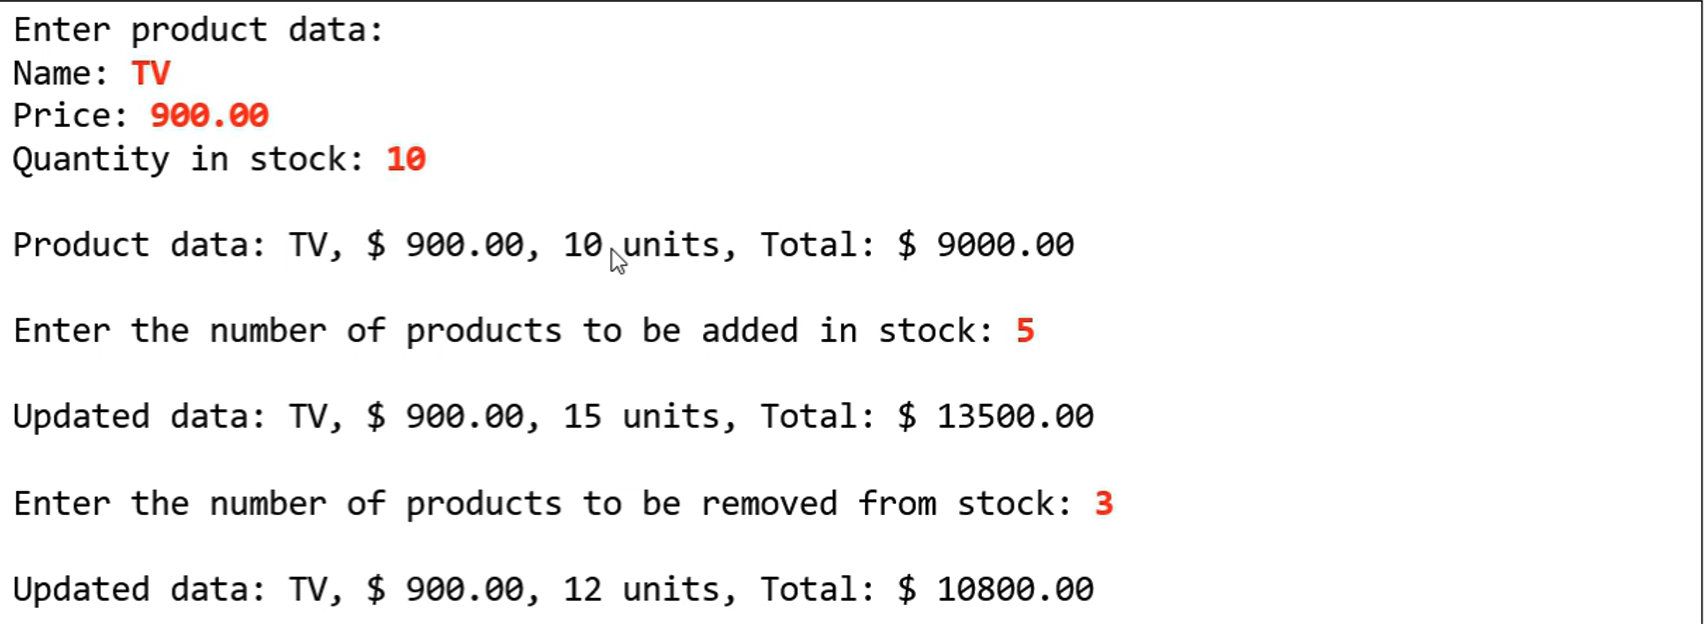 Enter product data:
Name: TV
Price: 900.00
Quantity in stock: 10
Product data: TV, $ 900.00, 10 units, Total: $ 9000.00
Enter the number of products to be added in stock: 5
Updated data: TV, $ 900.00, 15 units, Total: $ 13500.00
Enter the number of products to be removed from stock: 3
Updated data: TV, $ 900.00, 12 units, Total: $ 10800.00